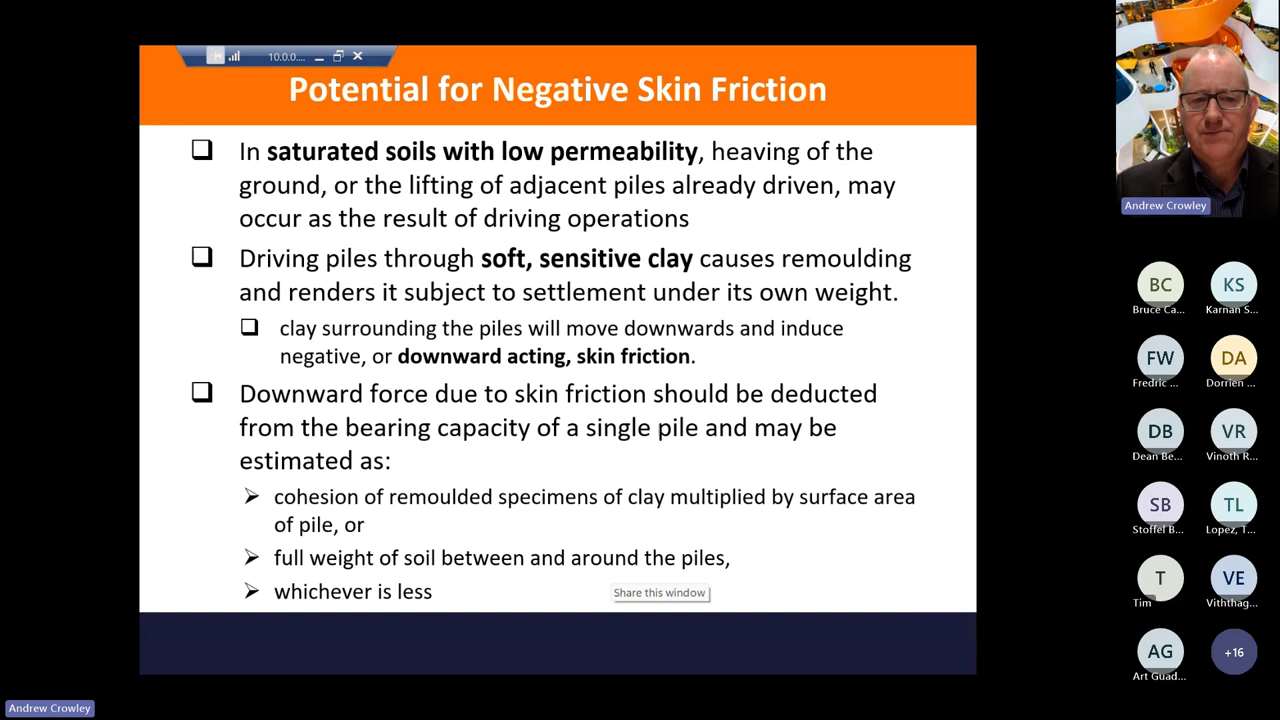 10.0.0....
Potential for Negative Skin Friction
In saturated soils with low permeability, heaving of the
ground, or the lifting of adjacent piles already driven, may
occur as the result of driving operations
Driving piles through soft, sensitive clay causes remoulding
and renders it subject to settlement under its own weight.
clay surrounding the piles will move downwards and induce
negative, or downward acting, skin friction.
Downward force due to skin friction should be deducted
from the bearing capacity of a single pile and may be
estimated as:
cohesion of remoulded specimens of clay multiplied by surface area
of pile, or
full weight of soil between and around the piles,
whichever is less
Share this window
Andrew Crowley
BC
Bruce Ca...
KS
Karnan S...
FW
Fredric ...
DA
Dorrien ...
DB
Dean Be...
VR
Vinoth R...
SB
Stoffel B...
TL
Lopez, T...
T
Tim
VE
Viththag...
AG
Art Guad...
+16
Andrew Crowley